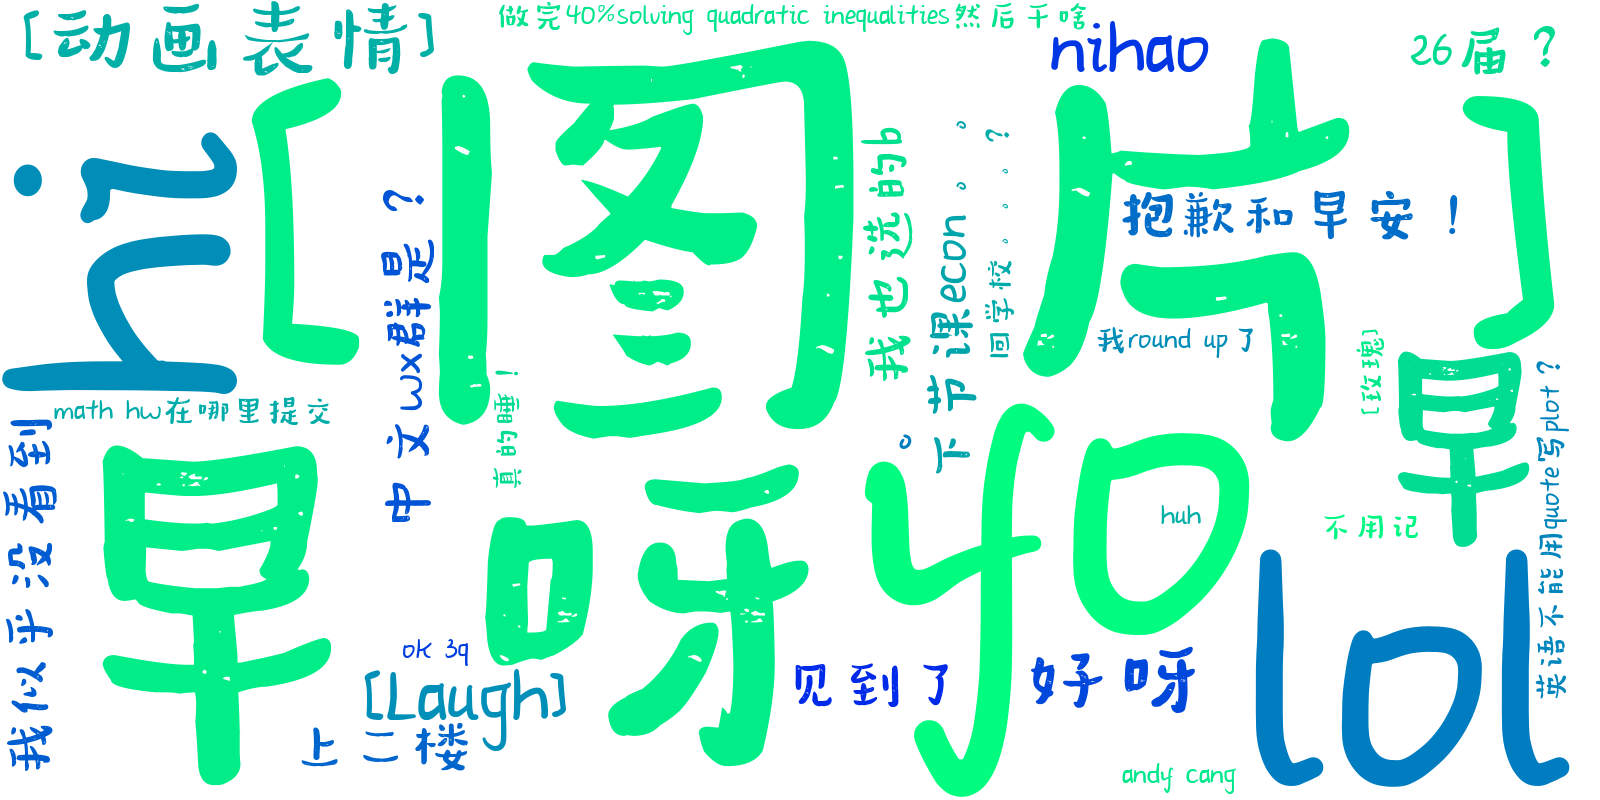 [动画表情]
做完40%solving quadratic inequalities然后干啥
nihao
26届？
[图片]
hi
中文wx群是？
我也选的b
下节课econ。。。
回学校。。。。？
抱歉和早安！
我round up了
[玫瑰]
早
math hw在哪里提交
真的睡！
我似乎没看到
早呀
yo
huh
不用记
英语不能用quote写plot？
lol
ok 3q
[Laugh]
上二楼
见到了
好呀
andy cang